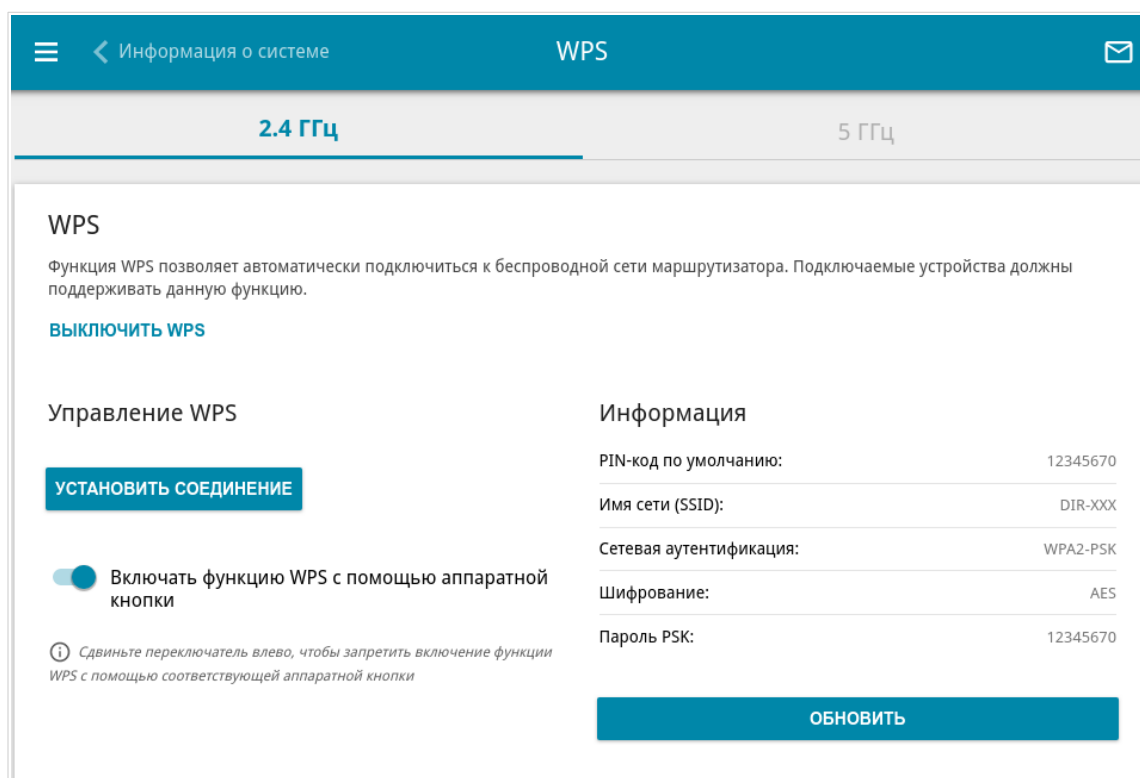 Информация о системе
WPS
2.4 ГГц
5 ГГц
WPS
Функция WPS позволяет автоматически подключиться к беспроводной сети маршрутизатора. Подключаемые устройства должны
поддерживать данную функцию.
ВЫКЛЮЧИТЬ WPS
Управление WPS
УСТАНОВИТЬ СОЕДИНЕНИЕ
Включать функцию WPS с помощью аппаратной
кнопки
Сдвиньте переключатель влево, чтобы запретить включение функции
WPS с помощью соответствующей аппаратной кнопки
Информация
PIN-код по умолчанию: 12345670
Имя сети (SSID): DIR-XXX
Сетевая аутентификация: WPA2-PSK
Шифрование: AES
Пароль PSK: 12345670
ОБНОВИТЬ